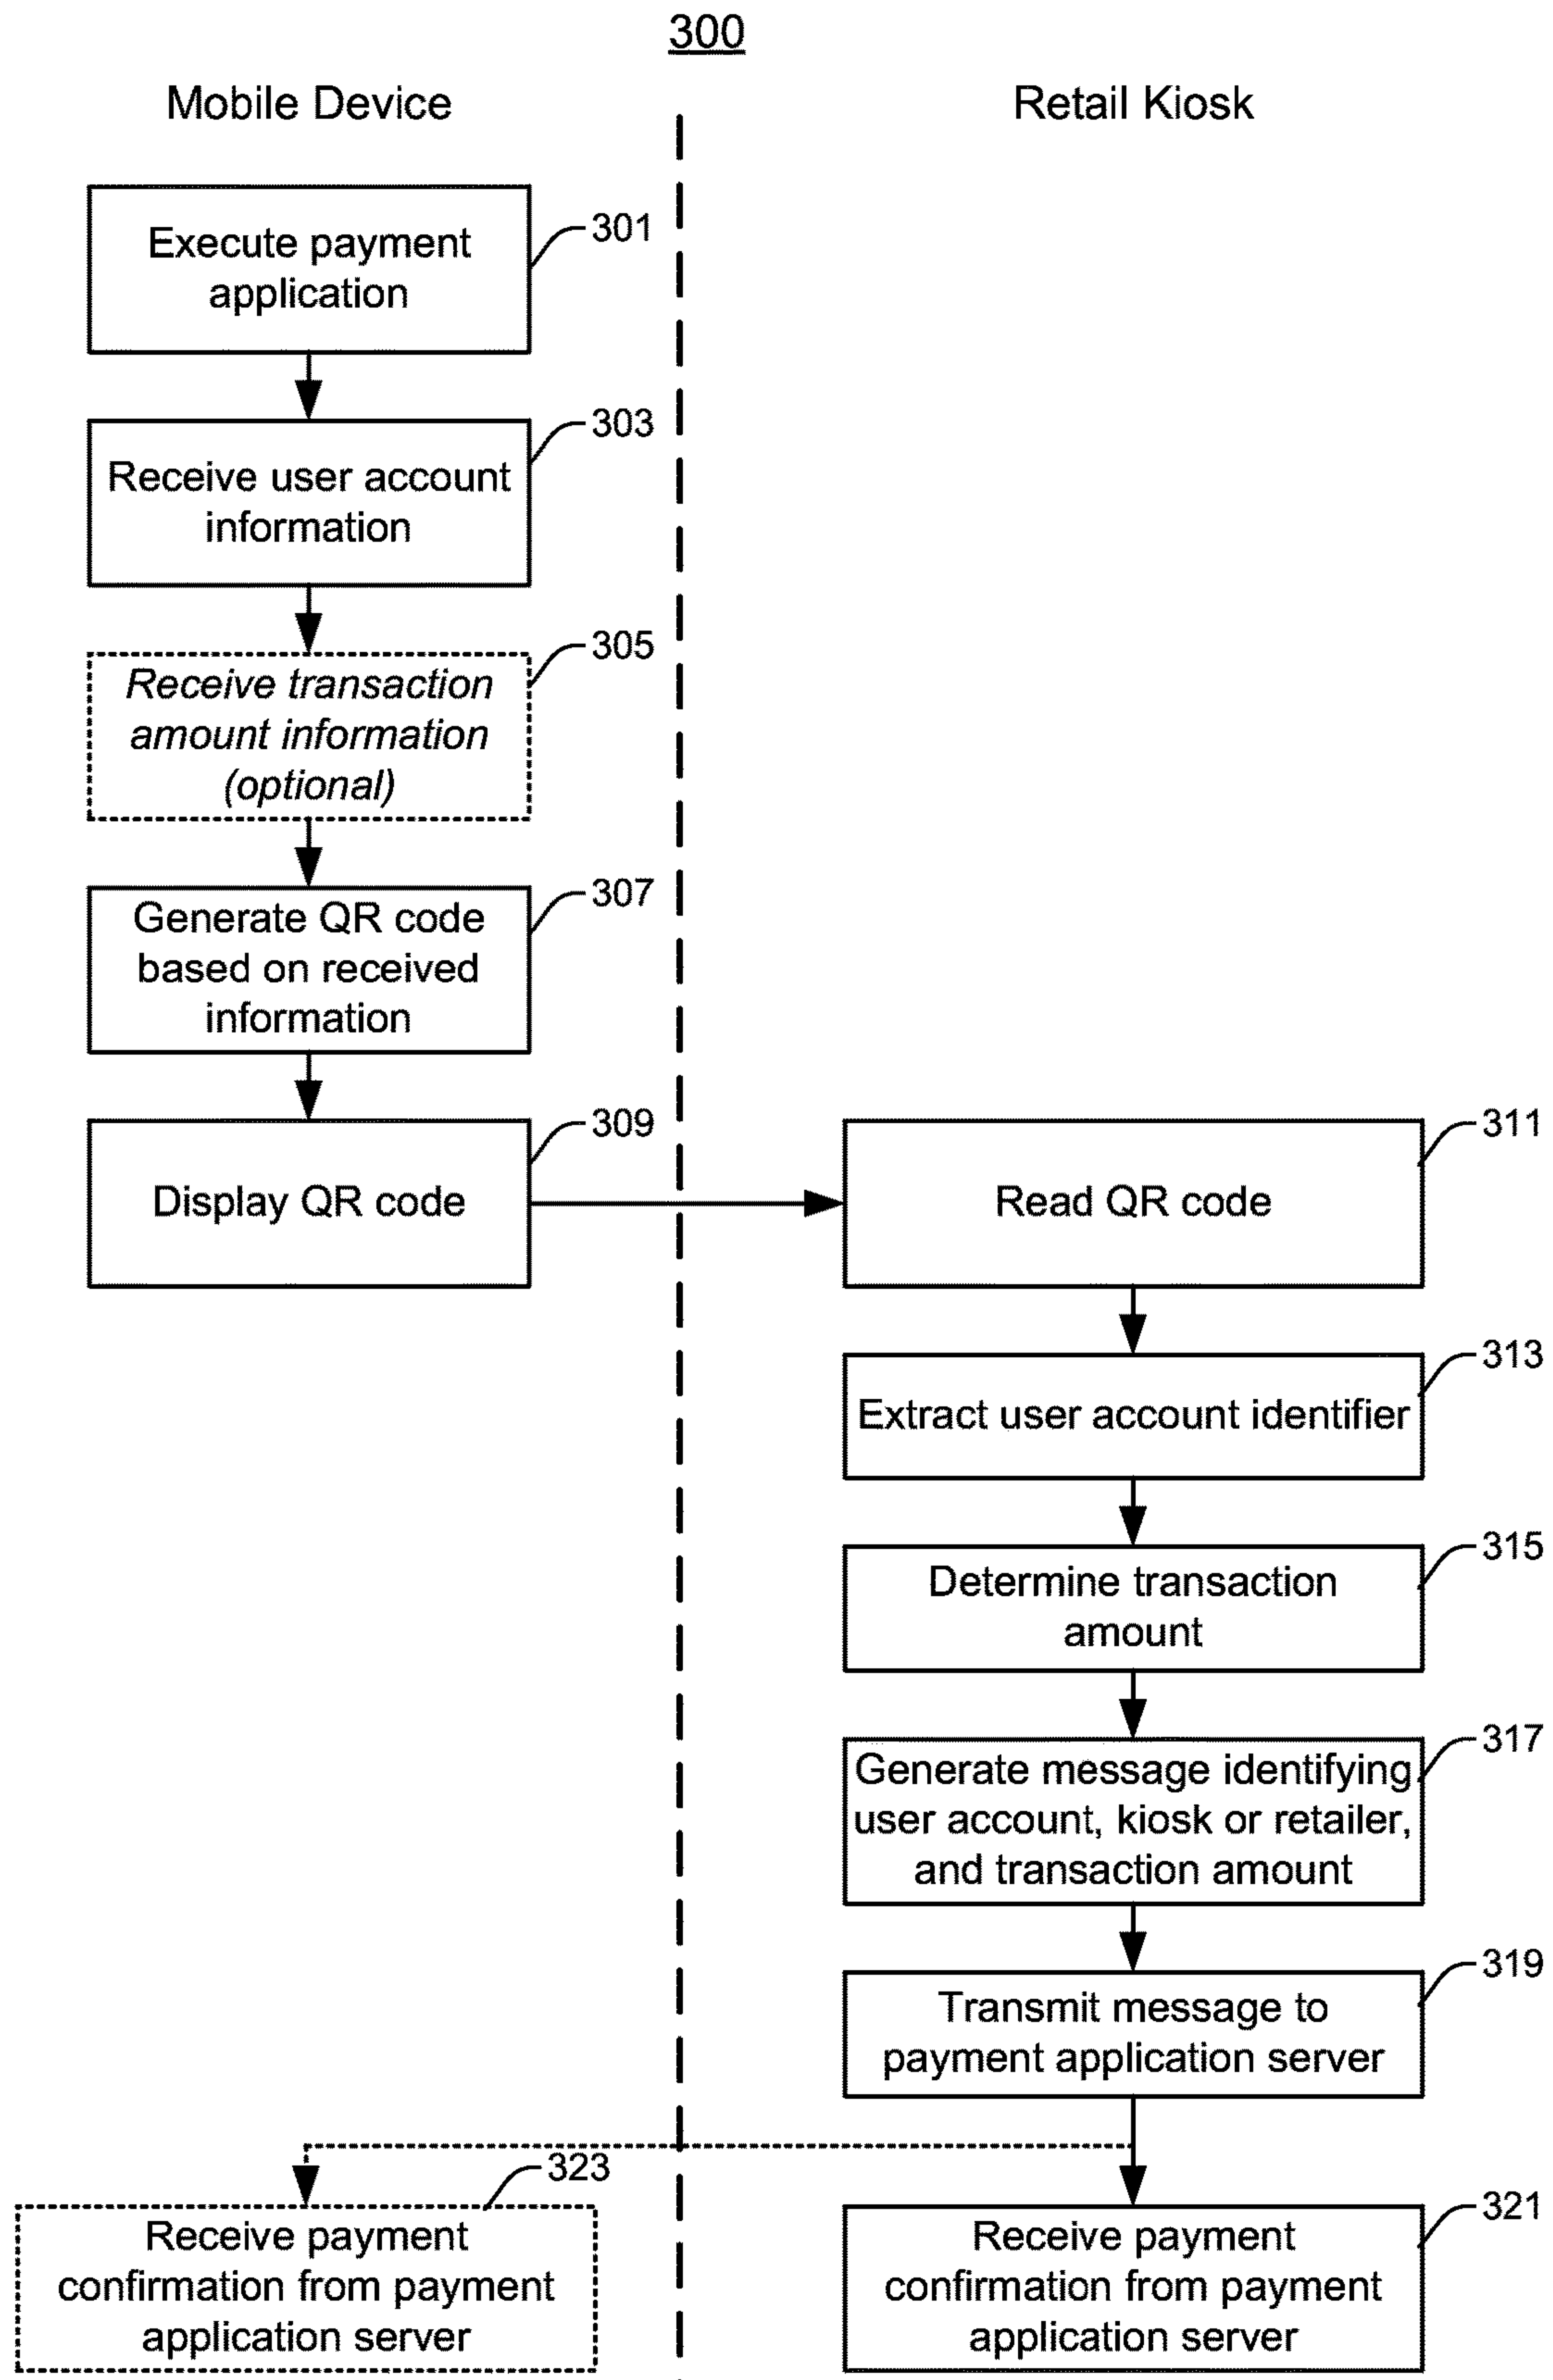 300
Mobile Device
Retail Kiosk
Execute payment
application
301
Receive user account
information
303
Receive transaction
amount information
(optional)
305
Generate QR code
based on received
information
307
Display QR code
309
Read QR code
311
Extract user account identifier
313
Determine transaction
amount
315
Generate message identifying
user account, kiosk or retailer,
and transaction amount
317
Transmit message to
payment application server
319
Receive payment
confirmation from payment
application server
323
Receive payment
confirmation from payment
application server
321